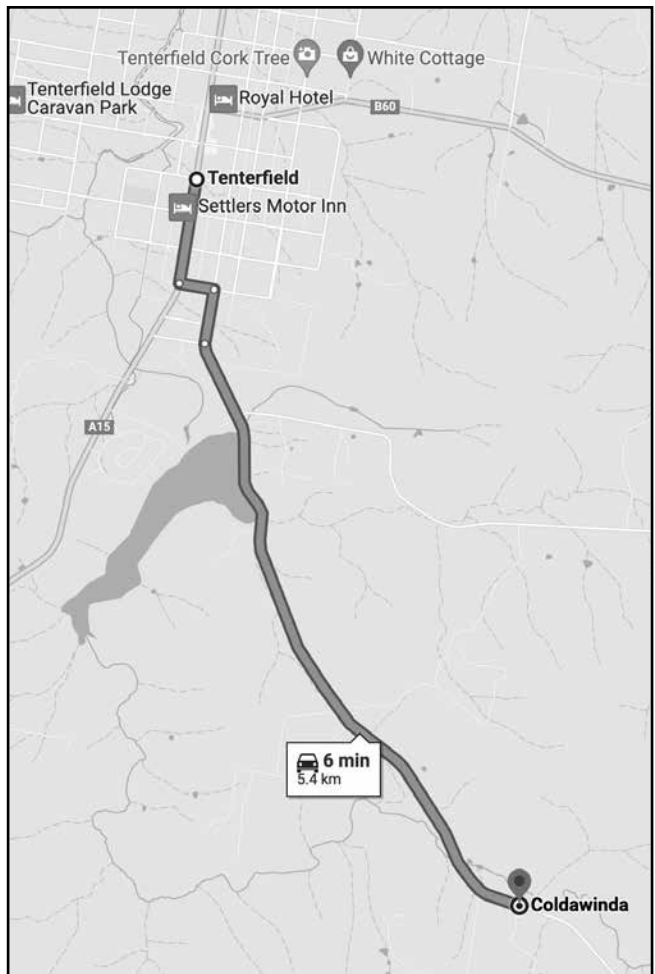 Tenterfield Cork Tree
White Cottage
Tenterfield Lodge
Caravan Park
Royal Hotel
B60
Tenterfield
Settlers Motor Inn
A15
6 min
5.4 km
Coldawinda